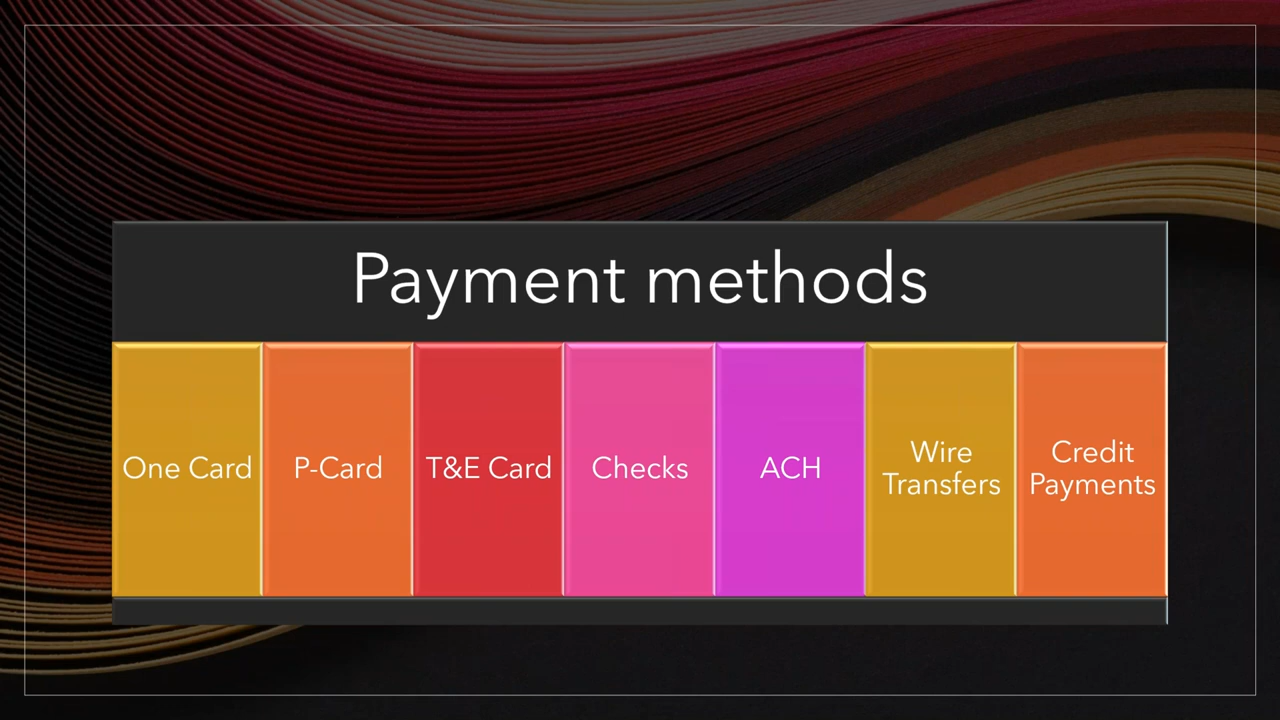 Payment methods
One Card
P-Card
T&E Card
Checks
ACH
Wire
Transfers
Credit
Payments